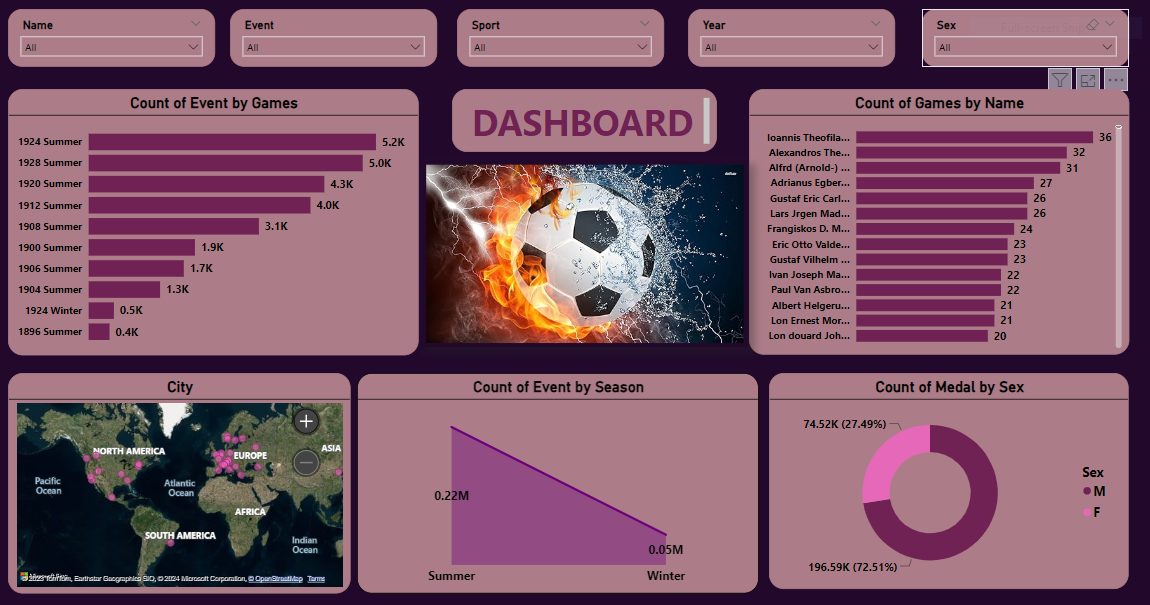 Name
All
Event
All
Sport
All
Year
All
Sex
All
Count of Event by Games
1924 Summer 5.2K
1928 Summer 5.0K
1920 Summer 4.3K
1912 Summer 4.0K
1908 Summer 3.1K
1900 Summer 1.9K
1906 Summer 1.7K
1904 Summer 1.3K
1924 Winter 0.5K
1896 Summer 0.4K
DASHBOARD
Count of Games by Name
Ioannis Theofila... 36
Alexandros The... 32
Alfrd (Arnold-) ... 31
Adrianus Egber... 27
Gustaf Eric Carl... 26
Lars Jrgen Mad... 26
Frangiskos D. M... 24
Eric Otto Valde... 23
Gustaf Vilhelm ... 23
Ivan Joseph Ma... 22
Paul Van Asbro... 22
Albert Helgeru... 21
Lon Ernest Mor... 21
Lon douard Joh... 20
City
NORTH AMERICA
EUROPE
ASIA
Pacific
Ocean
Atlantic
Ocean
AFRICA
SOUTH AMERICA
Indian
Ocean
© 2023 TomTom, Earthstar Geographics SIO, © 2024 Microsoft Corporation, © OpenStreetMap Terms
Count of Event by Season
0.22M
0.05M
Summer
Winter
Count of Medal by Sex
74.52K (27.49%)
196.59K (72.51%)
Sex
M
F